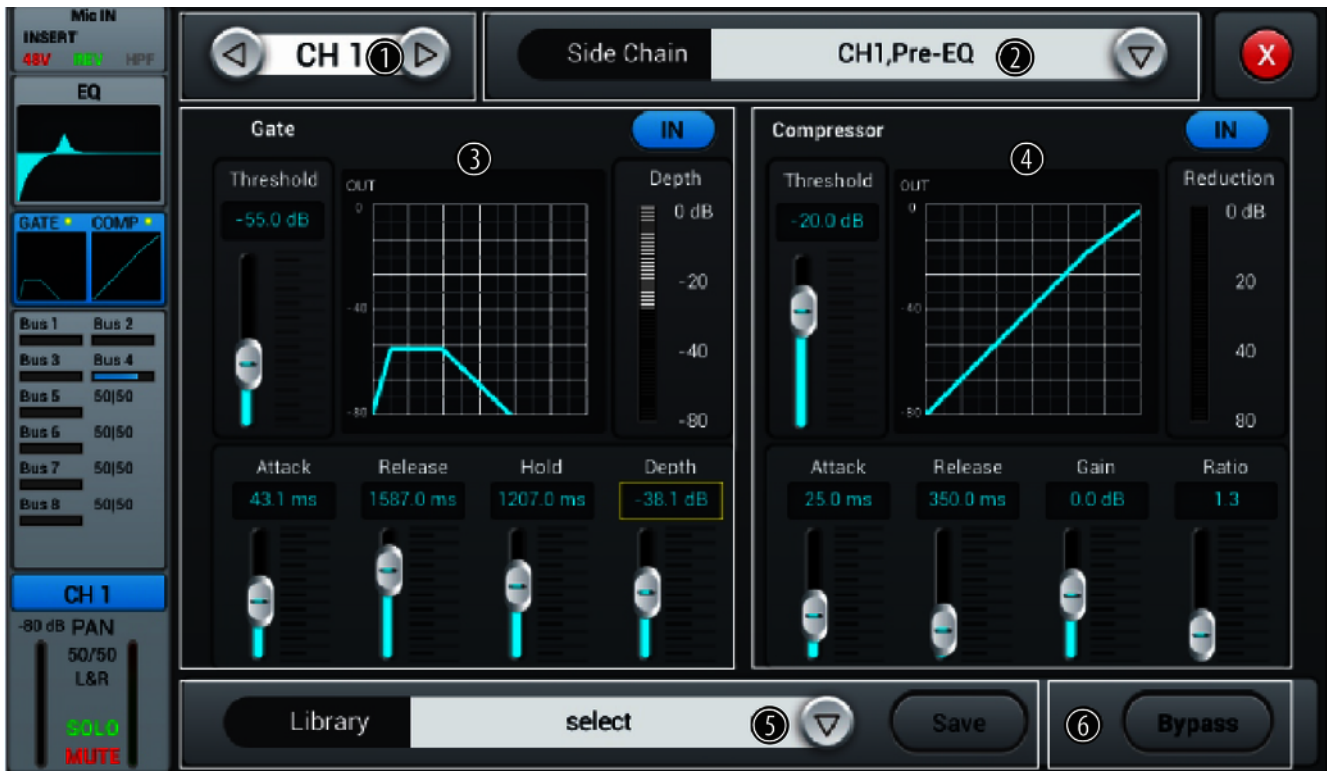 Mic IN
INSERT
48V REV HPF
EQ
GATE COMP
Bus 1 Bus 2
Bus 3 Bus 4
Bus 5 50|50
Bus 6 50|50
Bus 7 50|50
Bus 8 50|50
CH 1
-80 dB PAN
50/50
L&R
SOLO
MUTE
CH 1 ①
Side Chain CH1,Pre-EQ ②
X
Gate IN
③
Threshold
-55.0 dB
OUT
0
-40
-80
Depth
0 dB
-20
-40
-80
Attack Release Hold Depth
43.1 ms 1587.0 ms 1207.0 ms -38.1 dB
Compressor IN
④
Threshold
-20.0 dB
OUT
0
-40
-80
Reduction
0 dB
20
40
80
Attack Release Gain Ratio
25.0 ms 350.0 ms 0.0 dB 1.3
Library select ⑤ Save
⑥ Bypass